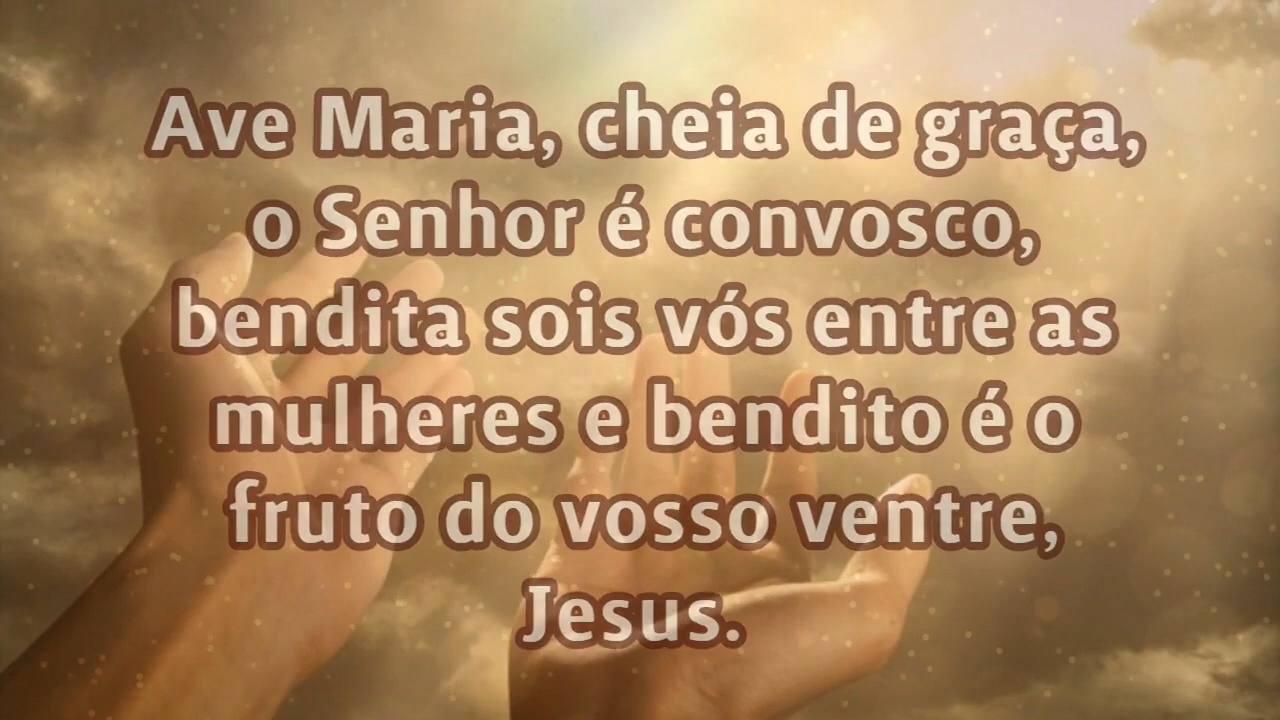 Ave Maria, cheia de graça,
o Senhor é convosco,
bendita sois vós entre as
mulheres e bendito é o
fruto do vosso ventre,
Jesus.